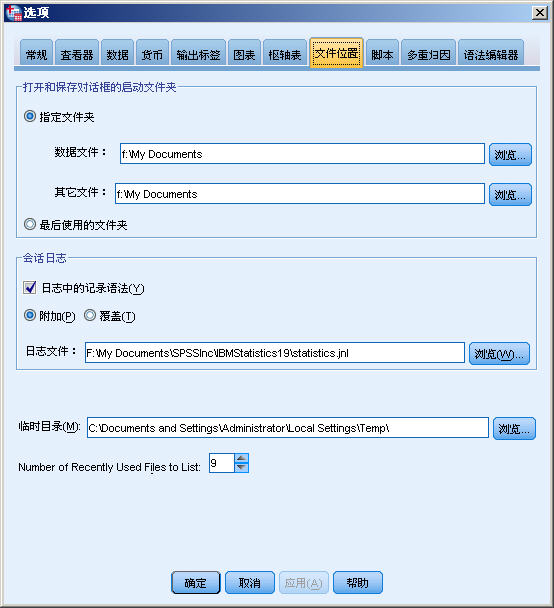 选项
常规 查看器 数据 货币 输出标签 图表 枢轴表 文件位置 脚本 多重归因 语法编辑器
打开和保存对话框的启动文件夹
指定文件夹
数据文件： f:\My Documents 浏览...
其它文件： f:\My Documents 浏览...
最后使用的文件夹
会话日志
日志中的记录语法(Y)
附加(P) 覆盖(T)
日志文件： F:\My Documents\SPSSInc\IBMStatistics19\statistics.jnl 浏览(W)...
临时目录(M): C:\Documents and Settings\Administrator\Local Settings\Temp\ 浏览...
Number of Recently Used Files to List: 9
确定 取消 应用(A) 帮助